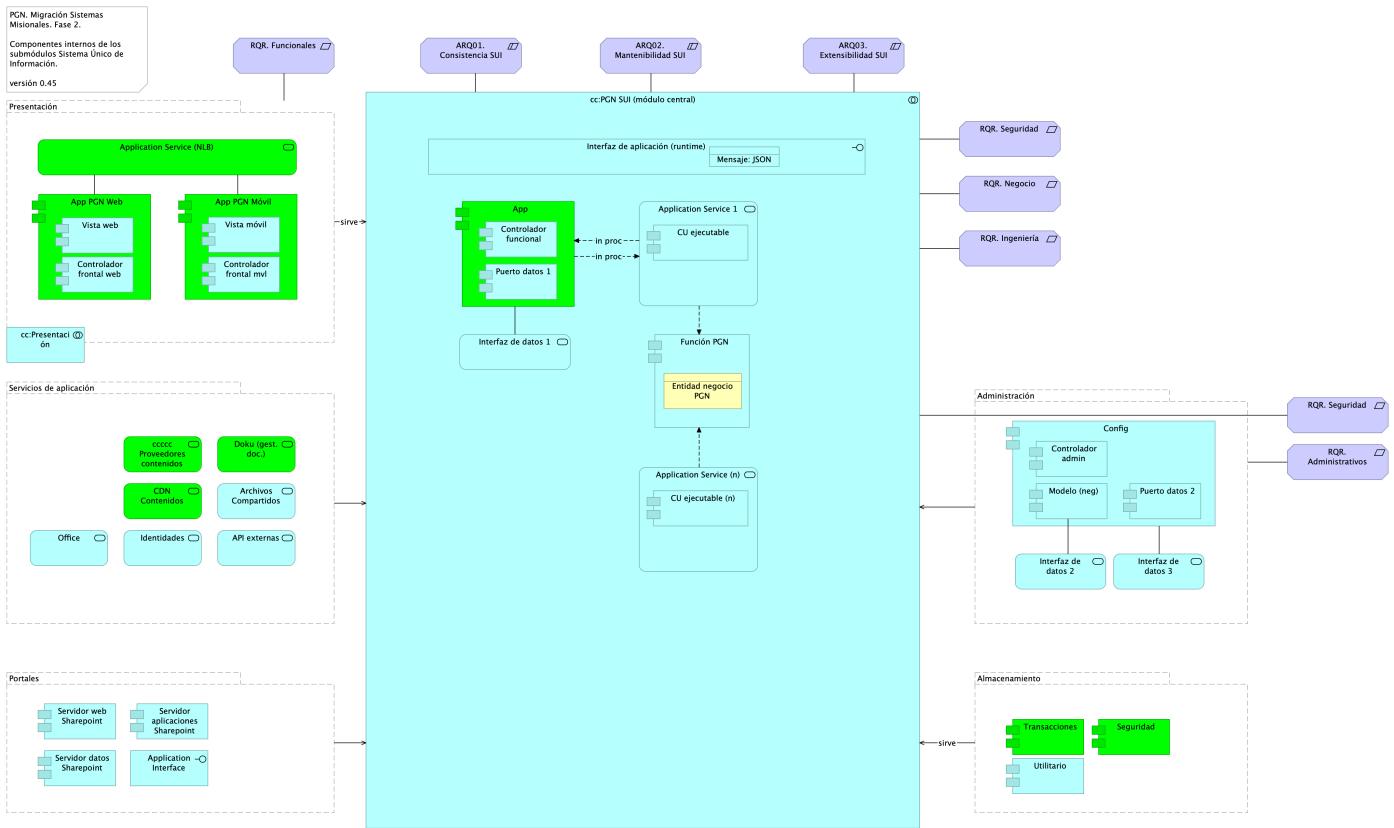 PGN. Migración Sistemas
Misionales. Fase 2.
Componentes internos de los
submódulos Sistema Único de
Información.
versión 0.45
RQR. Funcionales
ARQ01.
Consistencia SUI
ARQ02.
Mantenibilidad SUI
ARQ03.
Extensibilidad SUI
Presentación
Application Service (NLB)
App PGN Web
Vista web
Controlador
frontal web
App PGN Móvil
Vista móvil
Controlador
frontal mvl
cc:Presentaci
ón
sirve
cc:PGN SUI (módulo central)
Interfaz de aplicación (runtime)
Mensaje: JSON
App
Controlador
funcional
Puerto datos 1
in proc
in proc
Application Service 1
CU ejecutable
Interfaz de datos 1
Función PGN
Entidad negocio
PGN
Application Service (n)
CU ejecutable (n)
RQR. Seguridad
RQR. Negocio
RQR. Ingeniería
Servicios de aplicación
ccccc
Proveedores
contenidos
Doku (gest.
doc.)
CDN
Contenidos
Archivos
Compartidos
Office
Identidades
API externas
Administración
Config
Controlador
admin
Modelo (neg)
Puerto datos 2
Interfaz de
datos 2
Interfaz de
datos 3
RQR. Seguridad
RQR.
Administrativos
Portales
Servidor web
Sharepoint
Servidor
aplicaciones
Sharepoint
Servidor datos
Sharepoint
Application
Interface
Almacenamiento
sirve
Transacciones
Seguridad
Utilitario